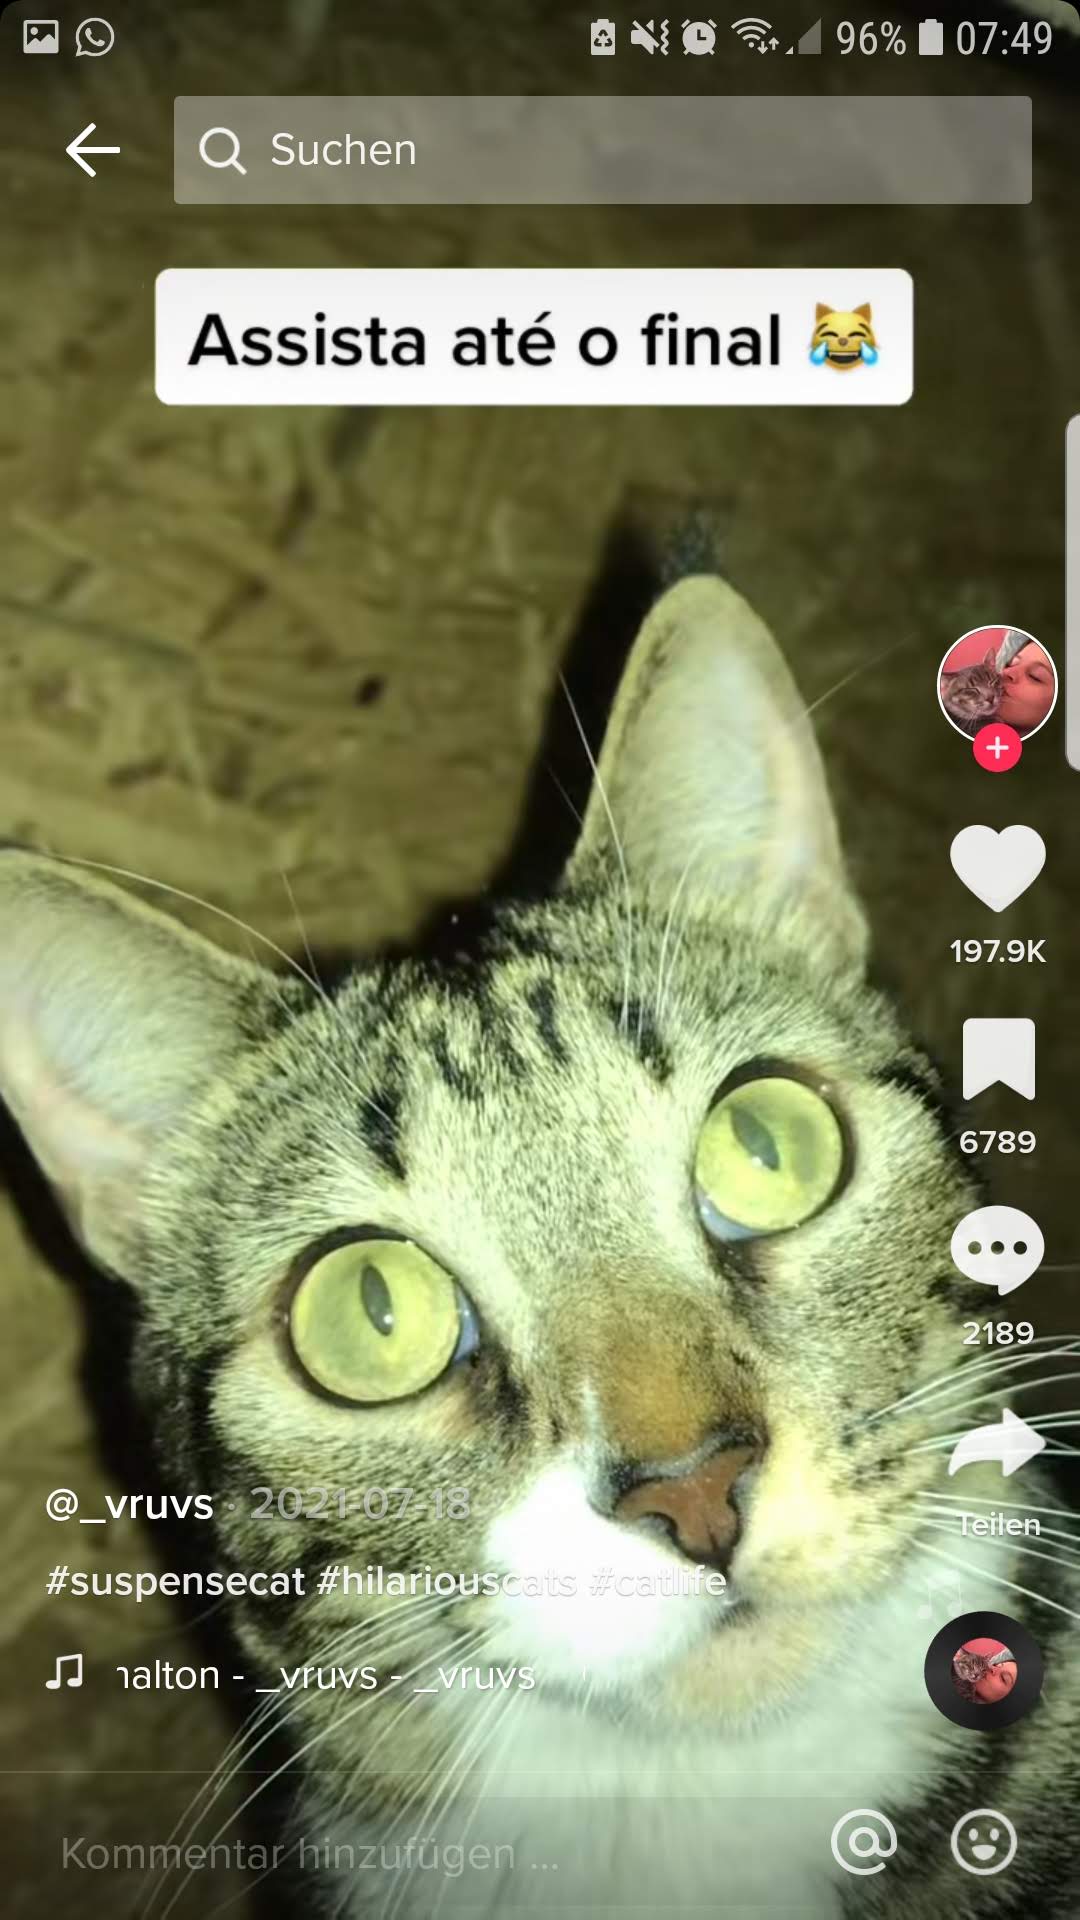 96% 07:49
Suchen
Assista até o final 😹
197.9K
6789
2189
Teilen
@_vruvs · 2021-07-18
#suspensecat #hilariouscats #catlife
nalton - _vruvs - _vruvs
Kommentar hinzufügen ...